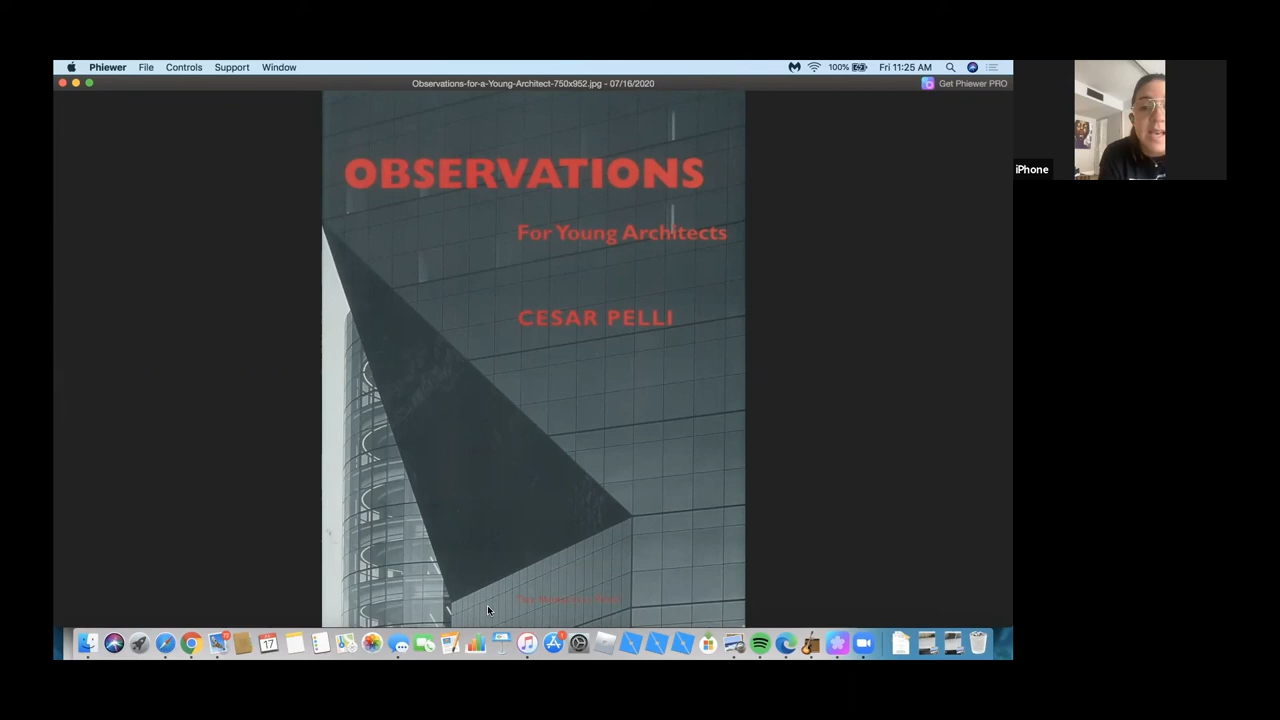 Phiewer File Controls Support Window
100% Fri 11:25 AM
Observations-for-a-Young-Architect-750x952.jpg - 07/16/2020
Get Phiewer PRO
OBSERVATIONS
For Young Architects
CESAR PELLI
iPhone
17